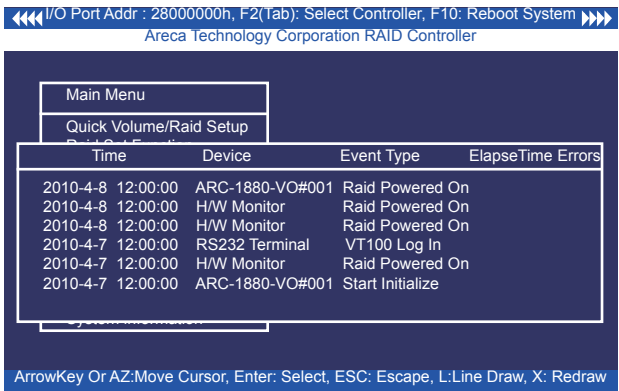 I/O Port Addr : 28000000h, F2(Tab): Select Controller, F10: Reboot System
Areca Technology Corporation RAID Controller
Main Menu
Quick Volume/Raid Setup
Time Device Event Type ElapseTime Errors
2010-4-8 12:00:00 ARC-1880-VO#001 Raid Powered On
2010-4-8 12:00:00 H/W Monitor Raid Powered On
2010-4-8 12:00:00 H/W Monitor Raid Powered On
2010-4-7 12:00:00 RS232 Terminal VT100 Log In
2010-4-7 12:00:00 H/W Monitor Raid Powered On
2010-4-7 12:00:00 ARC-1880-VO#001 Start Initialize
System Information
ArrowKey Or AZ:Move Cursor, Enter: Select, ESC: Escape, L:Line Draw, X: Redraw